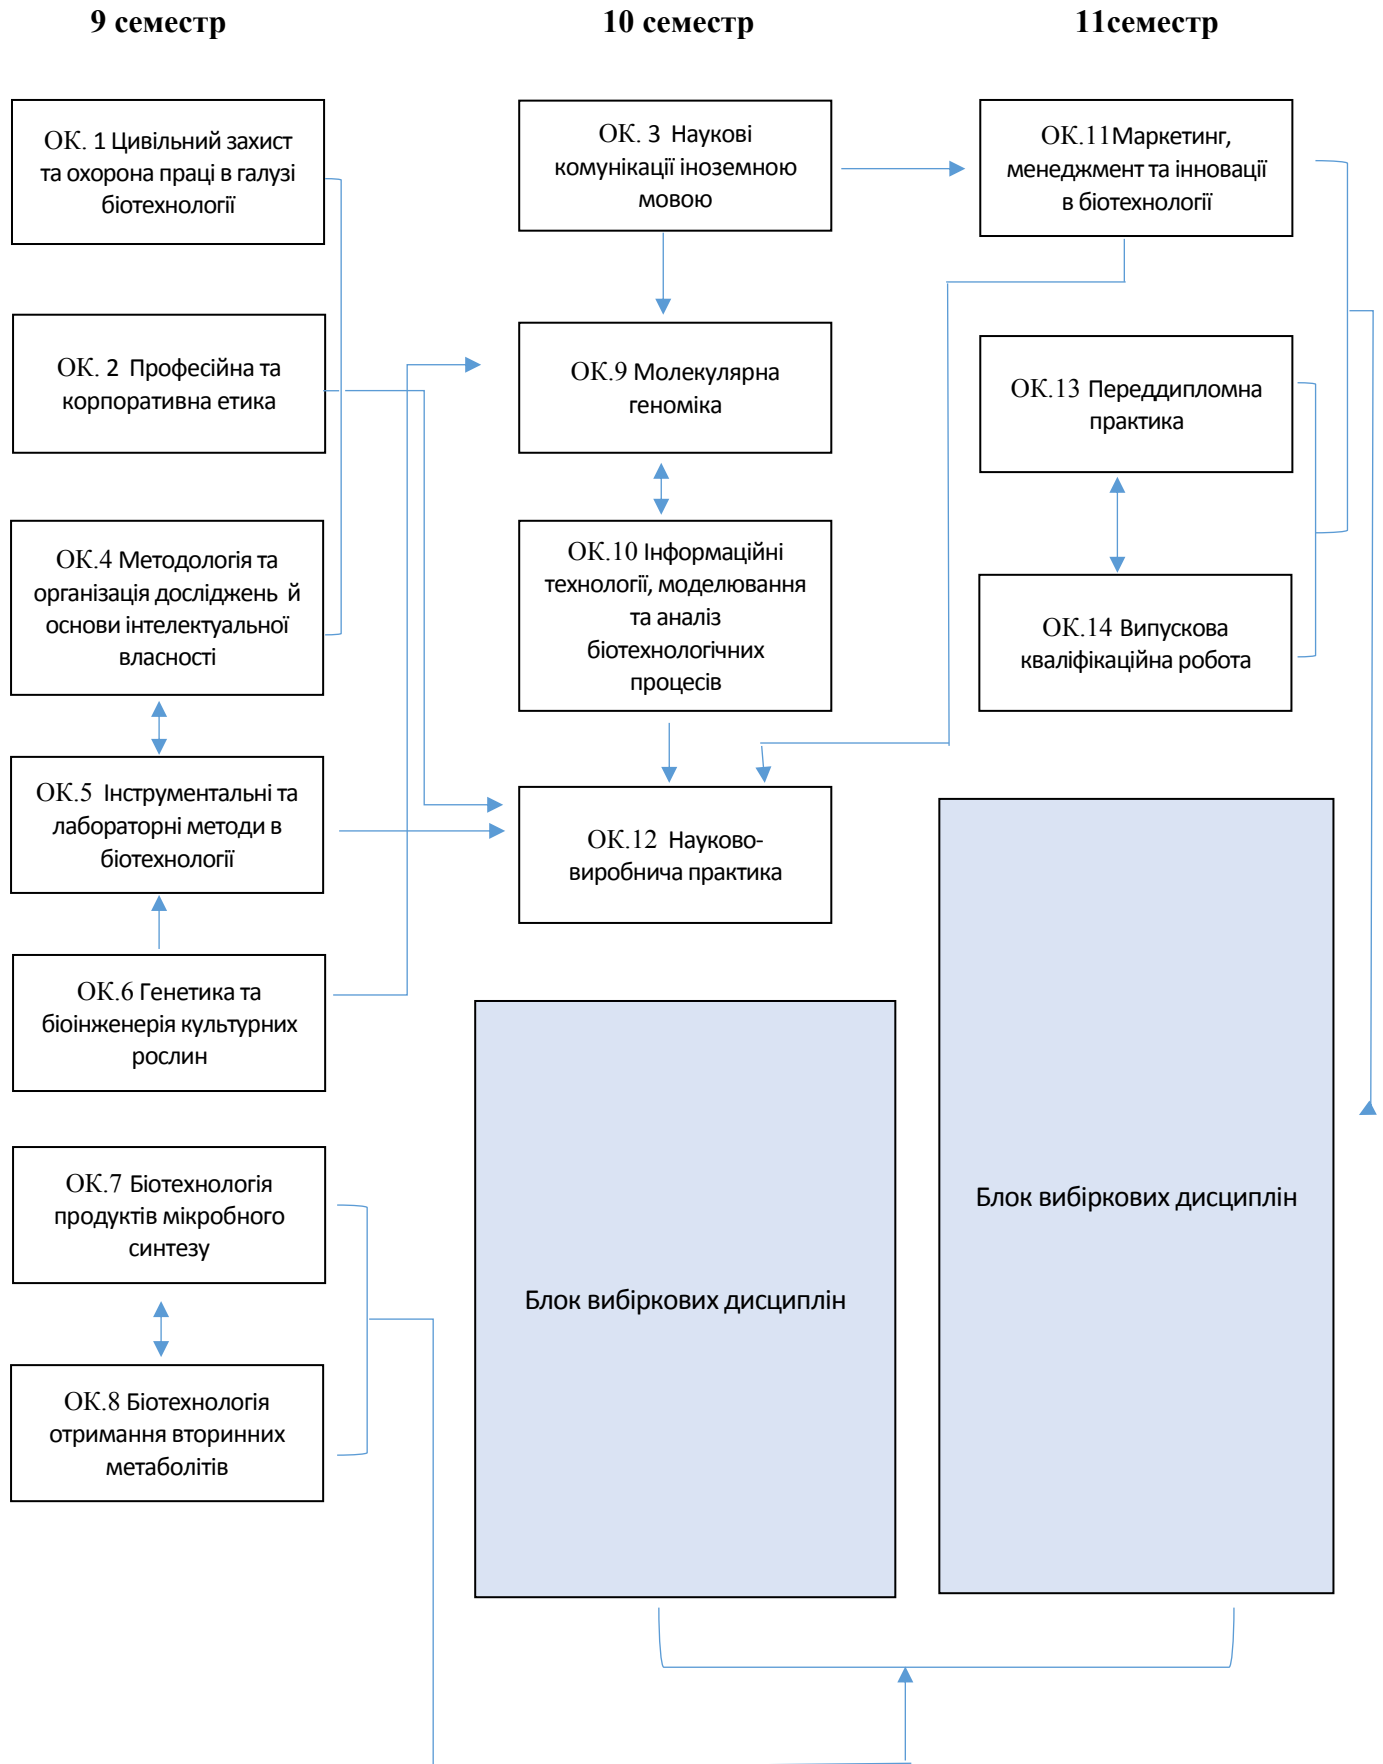 9 семестр
10 семестр
11семестр
ОК. 1 Цивільний захист
та охорона праці в галузі
біотехнології
ОК. 2 Професійна та
корпоративна етика
ОК.4 Методологія та
організація досліджень й
основи інтелектуальної
власності
ОК.5 Інструментальні та
лабораторні методи в
біотехнології
ОК.6 Генетика та
біоінженерія культурних
рослин
ОК.7 Біотехнологія
продуктів мікробного
синтезу
ОК.8 Біотехнологія
отримання вторинних
метаболітів
ОК. 3 Наукові
комунікації іноземною
мовою
ОК.9 Молекулярна
геноміка
ОК.10 Інформаційні
технології, моделювання
та аналіз
біотехнологічних
процесів
ОК.12 Науково-
виробнича практика
Блок вибіркових дисциплін
ОК.11Маркетинг,
менеджмент та інновації
в біотехнології
ОК.13 Переддипломна
практика
ОК.14 Випускова
кваліфікаційна робота
Блок вибіркових дисциплін